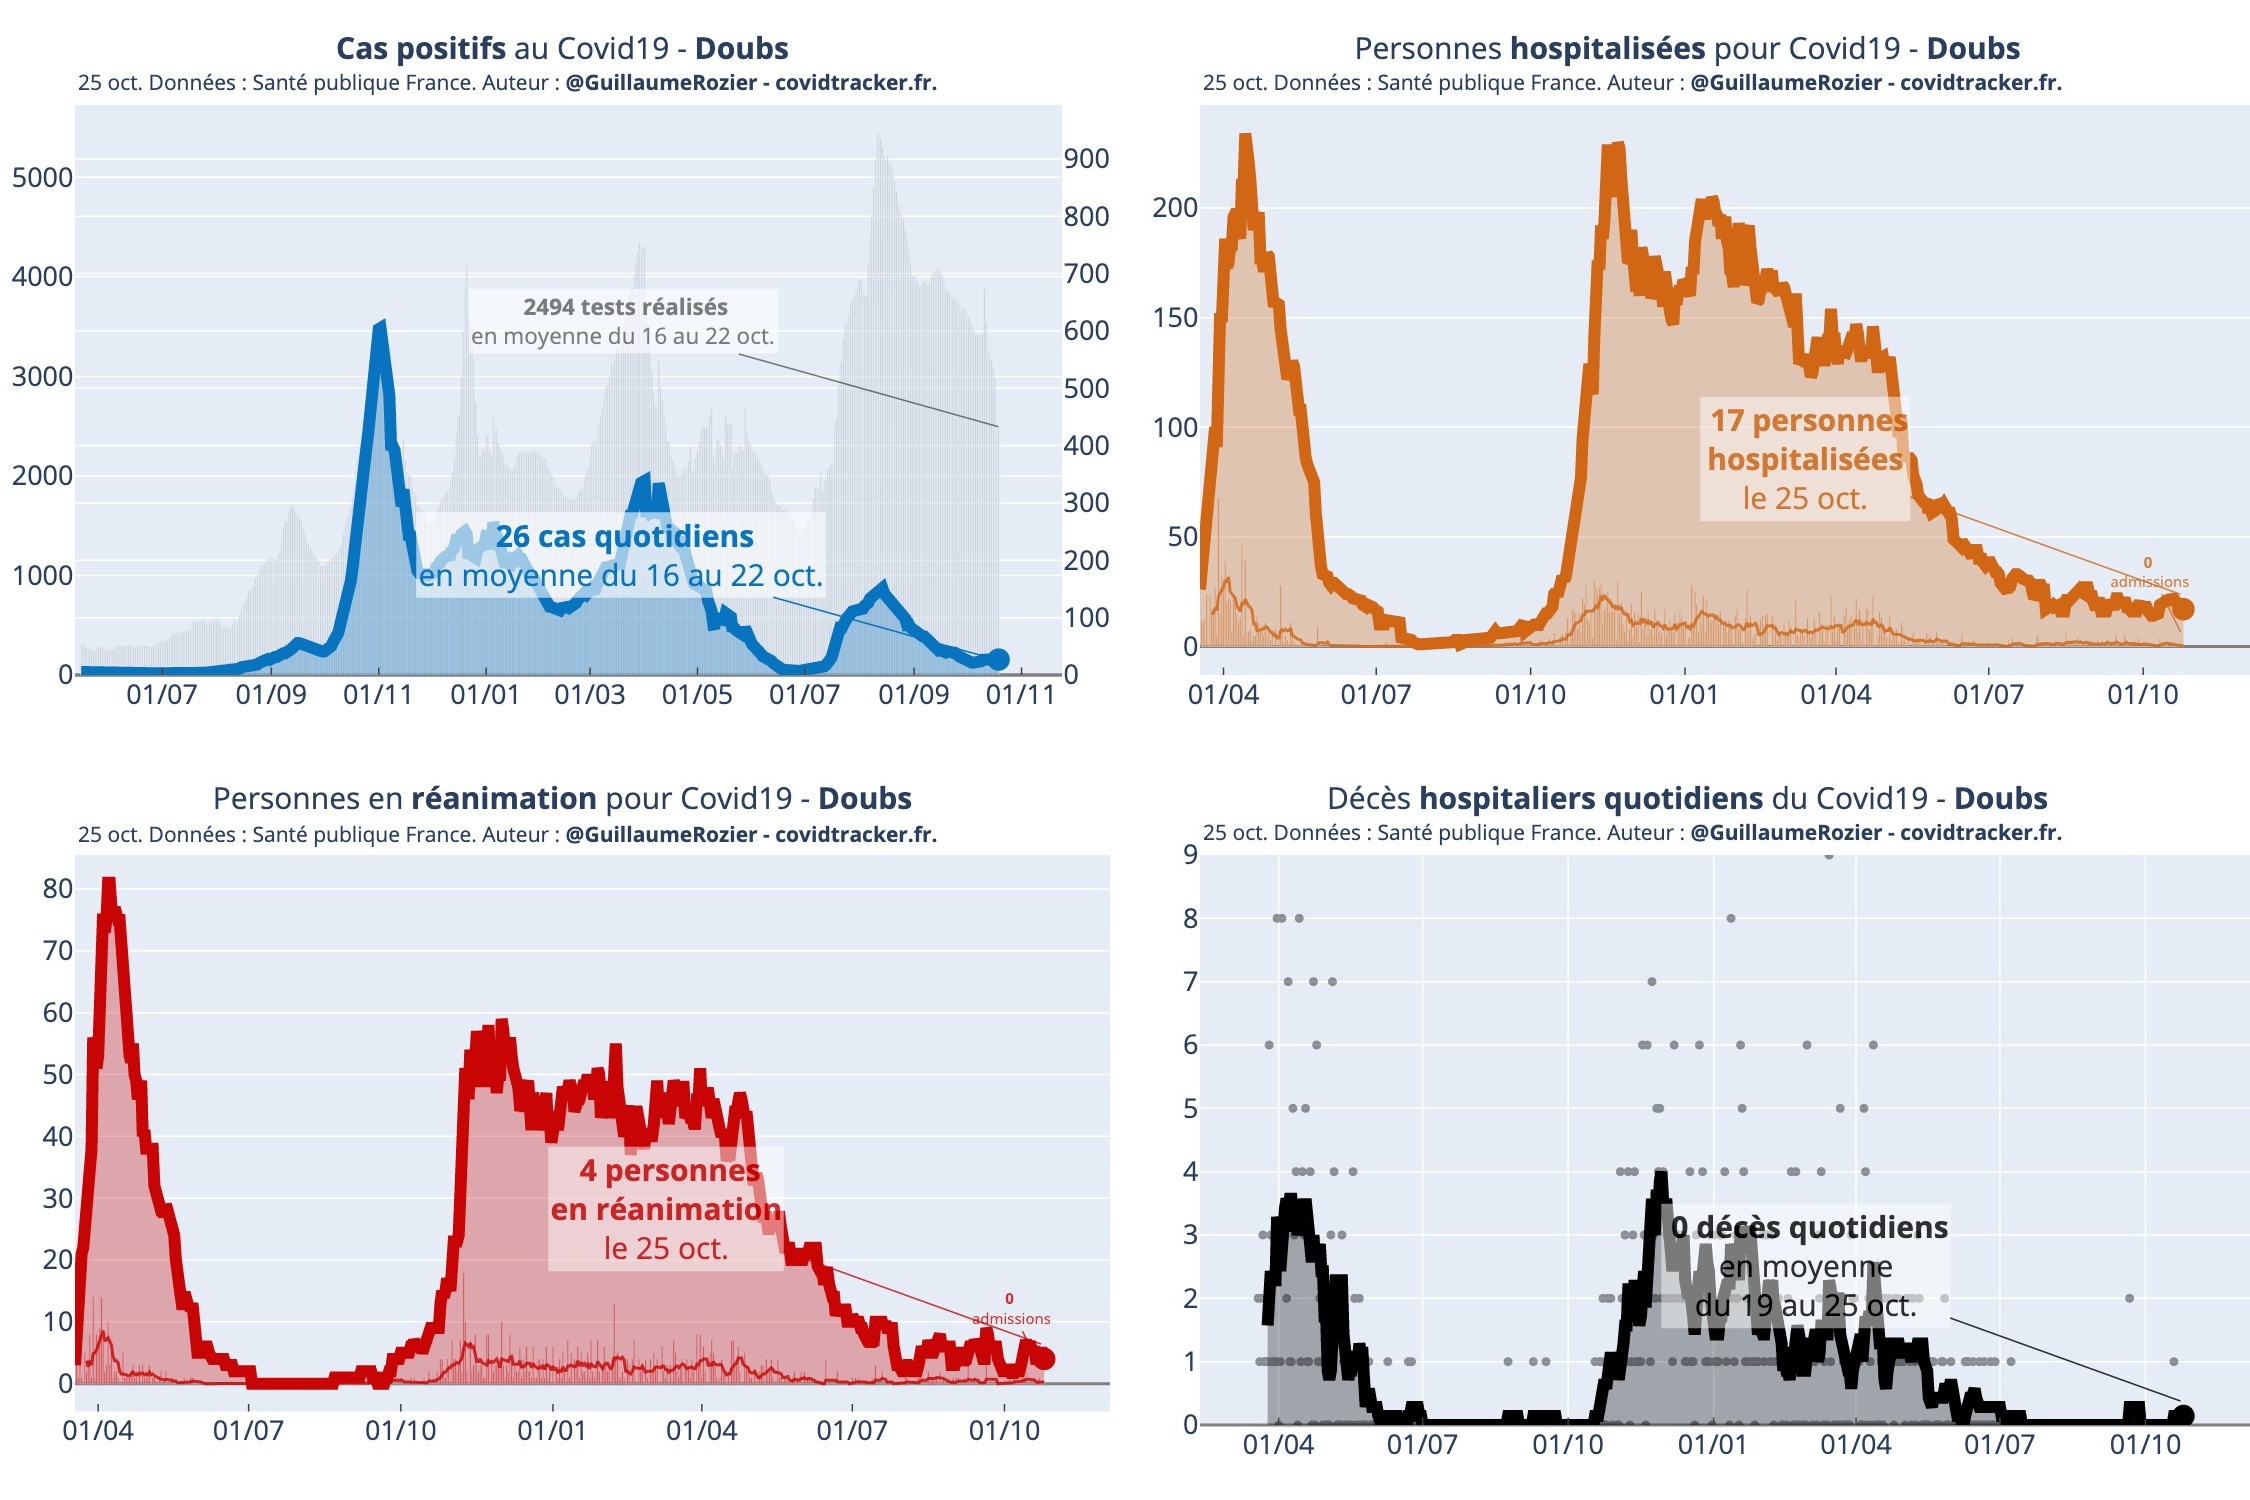 Cas positifs au Covid19 - Doubs
25 oct. Données : Santé publique France. Auteur : @GuillaumeRozier - covidtracker.fr.
5000
4000
3000
2000
1000
0
900
800
700
600
500
400
300
200
100
0
2494 tests réalisés
en moyenne du 16 au 22 oct.
26 cas quotidiens
en moyenne du 16 au 22 oct.
01/07 01/09 01/11 01/01 01/03 01/05 01/07 01/09 01/11
Personnes hospitalisées pour Covid19 - Doubs
25 oct. Données : Santé publique France. Auteur : @GuillaumeRozier - covidtracker.fr.
200
150
100
50
0
17 personnes
hospitalisées
le 25 oct.
0
admissions
01/04 01/07 01/10 01/01 01/04 01/07 01/10
Personnes en réanimation pour Covid19 - Doubs
25 oct. Données : Santé publique France. Auteur : @GuillaumeRozier - covidtracker.fr.
80
70
60
50
40
30
20
10
0
4 personnes
en réanimation
le 25 oct.
0
admissions
01/04 01/07 01/10 01/01 01/04 01/07 01/10
Décès hospitaliers quotidiens du Covid19 - Doubs
25 oct. Données : Santé publique France. Auteur : @GuillaumeRozier - covidtracker.fr.
9
8
7
6
5
4
3
2
1
0
0 décès quotidiens
en moyenne
du 19 au 25 oct.
01/04 01/07 01/10 01/01 01/04 01/07 01/10